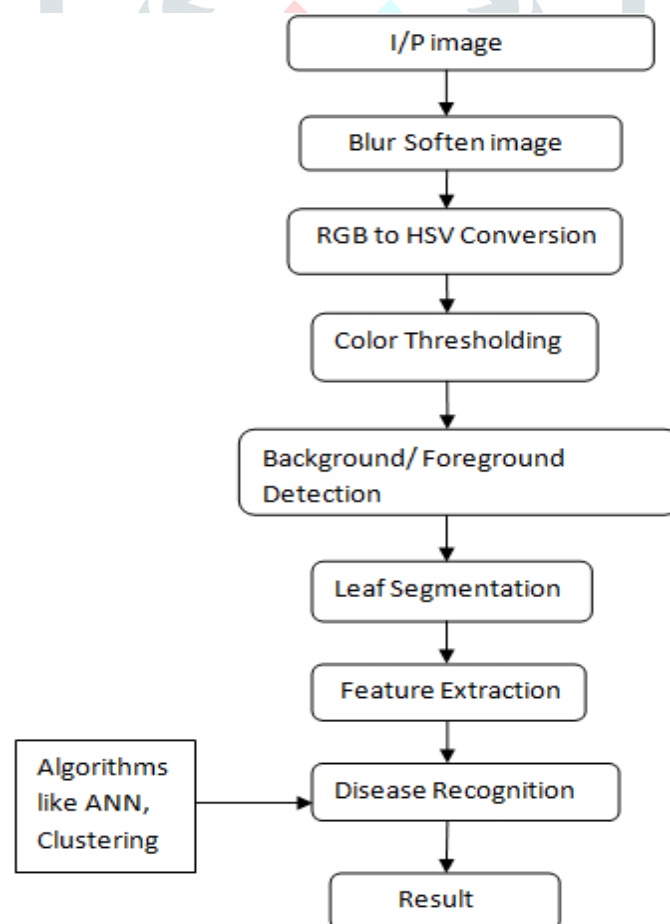 I/P image
Blur Soften image
RGB to HSV Conversion
Color Thresholding
Background/ Foreground
Detection
Leaf Segmentation
Feature Extraction
Algorithms
like ANN,
Clustering
Disease Recognition
Result